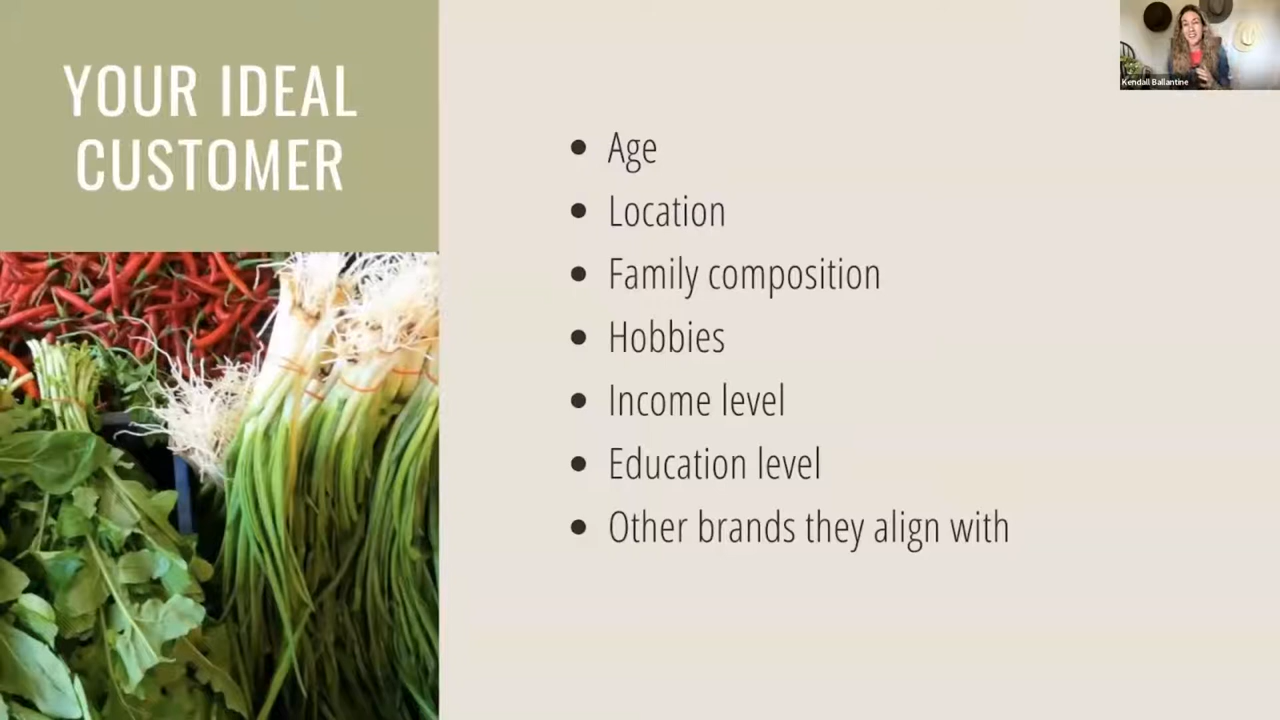 YOUR IDEAL
CUSTOMER
Kendall Ballantine
• Age
• Location
• Family composition
• Hobbies
• Income level
• Education level
• Other brands they align with